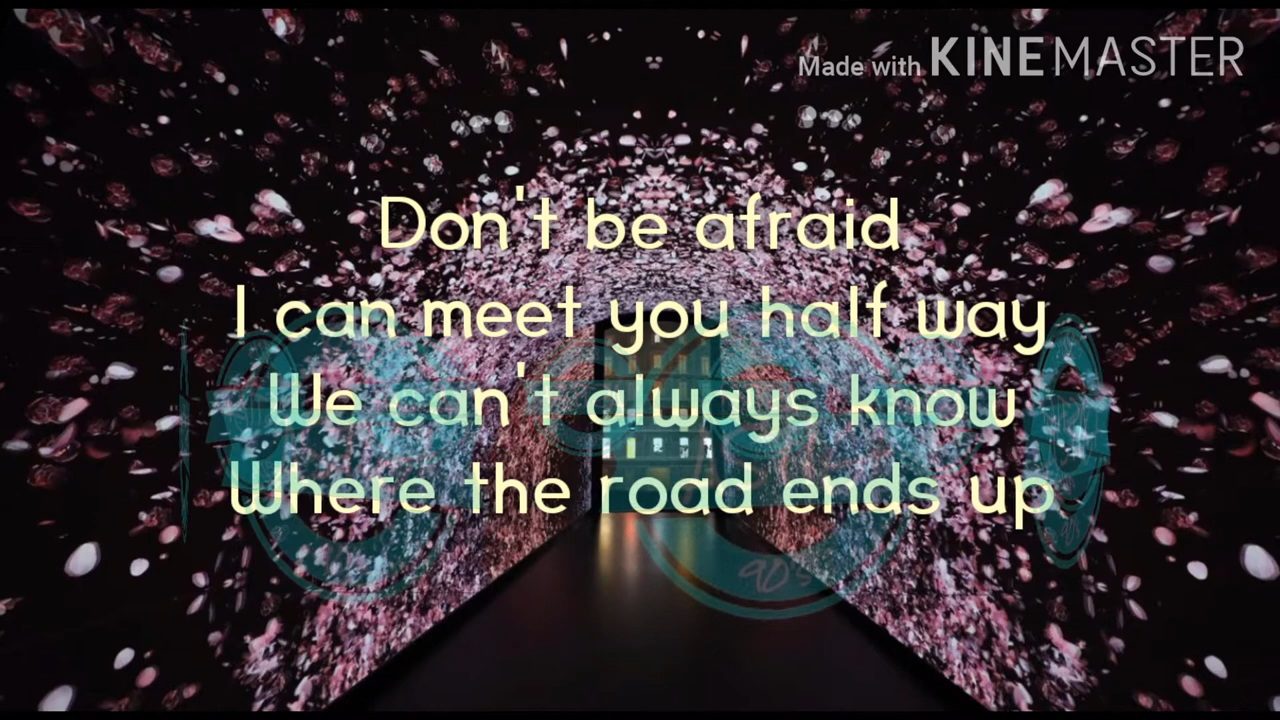 Made with KINEMASTER
Don't be afraid
I can meet you half way
We can't always know
Where the road ends up
90's